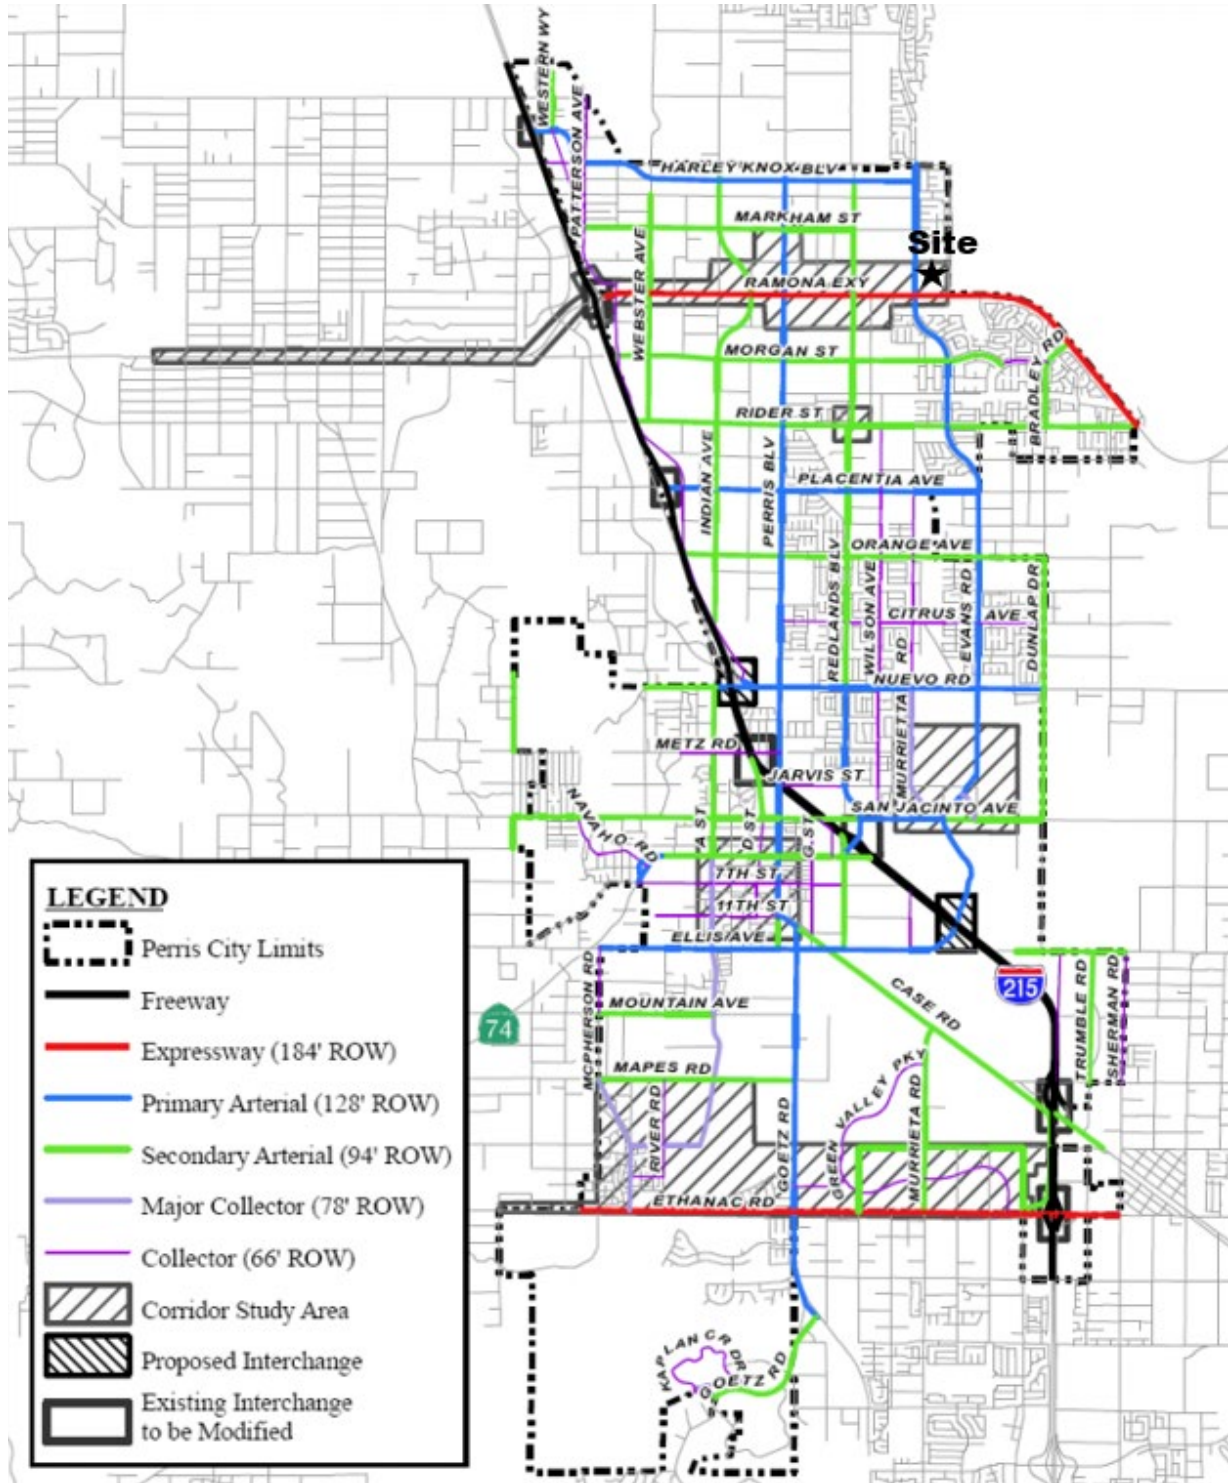 WESTERN WY
PATTERSON AVE
HARLEY KNOX BLV
MARKHAM ST
Site
RAMONA EXY
WEBSTER AVE
MORGAN ST
BRADLEY RD
RIDER ST
INDIAN AVE
PERRIS BLV
PLACENTIA AVE
ORANGE AVE
REDLANDS BLV
WILSON AVE
CITRUS AVE
EVANS RD
DUNLAP DR
MURRIETTA RD
NUEVO RD
METZ RD
JARVIS ST
SAN JACINTO AVE
NAVAHO RD
A ST
D ST
G ST
7TH ST
11TH ST
ELLIS AVE
MCPHERSON RD
MOUNTAIN AVE
CASE RD
215
TRUMBLE RD
SHERMAN RD
74
MAPES RD
RIVER RD
GOETZ RD
GREEN VALLEY PKY
MURRIETA RD
ETHANAC RD
KAPLAN CR DR
GOETZ RD
LEGEND
Perris City Limits
Freeway
Expressway (184' ROW)
Primary Arterial (128' ROW)
Secondary Arterial (94' ROW)
Major Collector (78' ROW)
Collector (66' ROW)
Corridor Study Area
Proposed Interchange
Existing Interchange
to be Modified